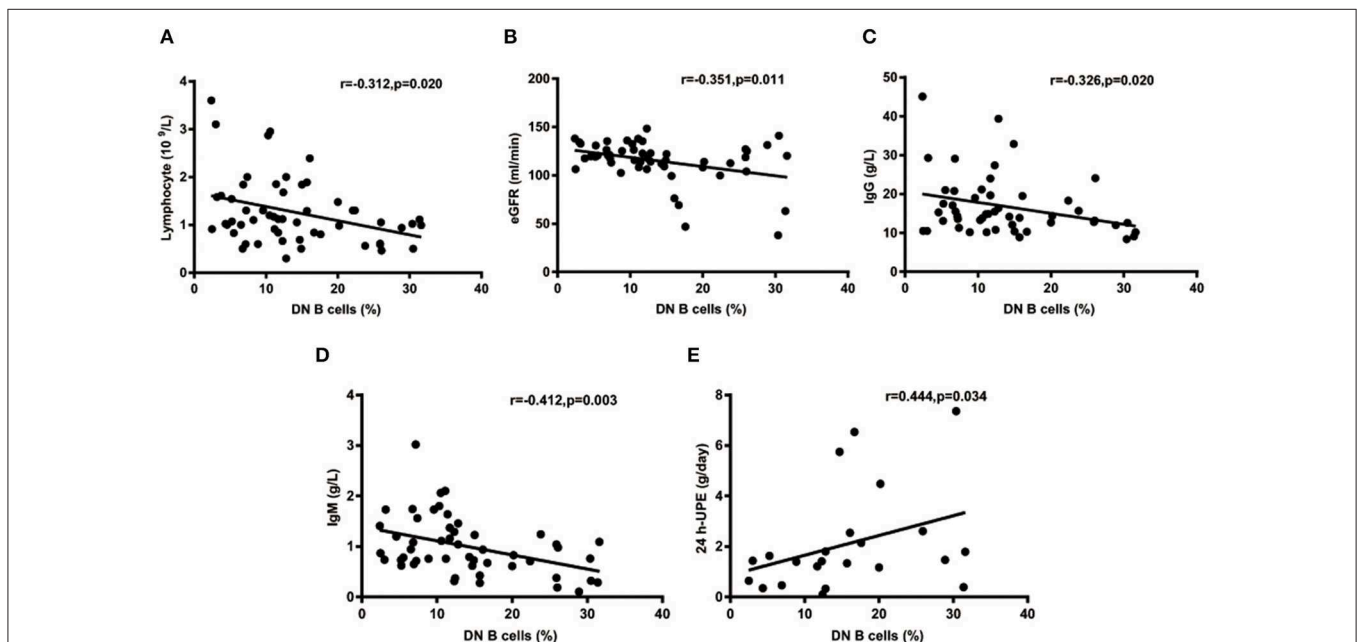 A
r=-0.312,p=0.020
Lymphocyte (10 9/L)
4
3
2
1
0
0 10 20 30 40
DN B cells (%)
B
r=-0.351,p=0.011
eGFR (ml/min)
200
150
100
50
0
0 10 20 30 40
DN B cells (%)
C
r=-0.326,p=0.020
IgG (g/L)
50
40
30
20
10
0
0 10 20 30 40
DN B cells (%)
D
r=-0.412,p=0.003
IgM (g/L)
4
3
2
1
0
0 10 20 30 40
DN B cells (%)
E
r=0.444,p=0.034
24 h-UPE (g/day)
8
6
4
2
0
0 10 20 30 40
DN B cells (%)